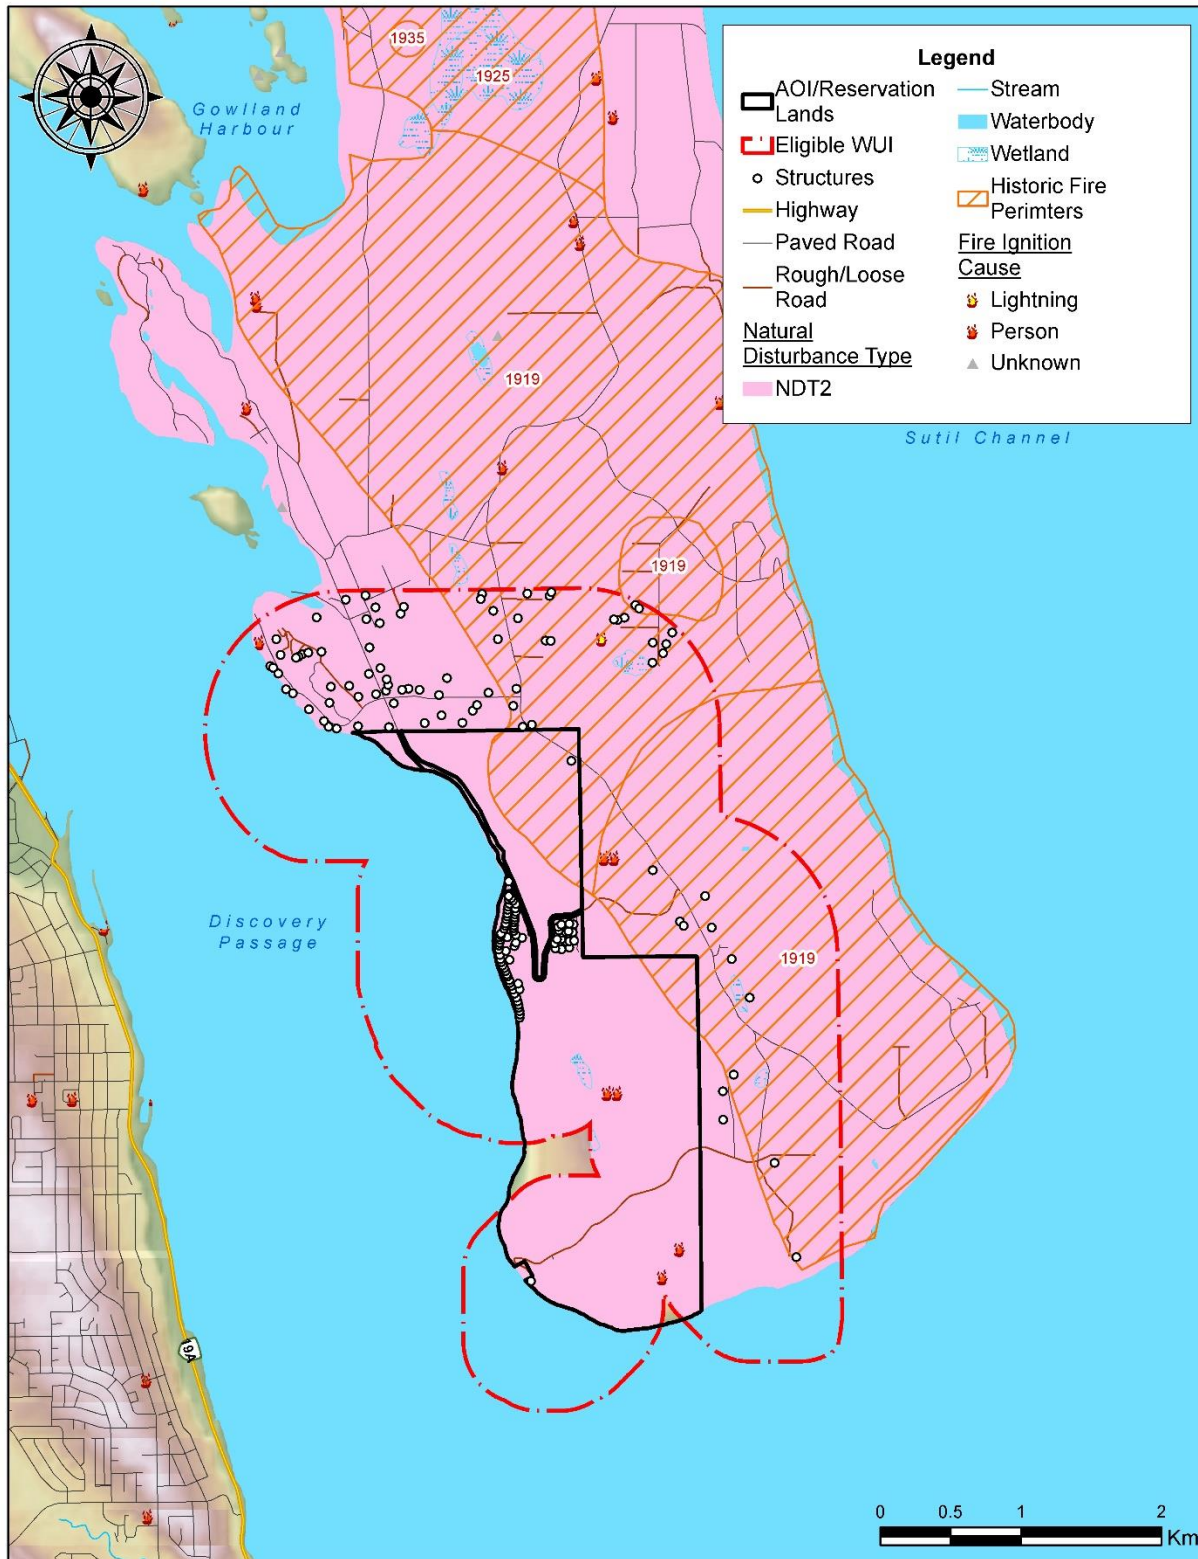 1935
1925
Gowlland
Harbour
Legend
AOI/Reservation
Lands
Eligible WUI
Structures
Highway
Paved Road
Rough/Loose
Road
Natural
Disturbance Type
NDT2
Stream
Waterbody
Wetland
Historic Fire
Perimters
Fire Ignition
Cause
Lightning
Person
Unknown
1919
Sutil Channel
1919
Discovery
Passage
1919
19A
0 0.5 1 2
Km